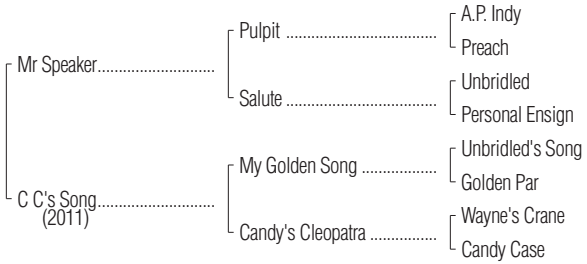 A.P. Indy
Pulpit ........................................
Preach
Mr Speaker................................
Unbridled
Salute ........................................
Personal Ensign
Unbridled's Song
My Golden Song ....................
Golden Par
C C's Song................................
(2011)
Wayne's Crane
Candy's Cleopatra ..................
Candy Case